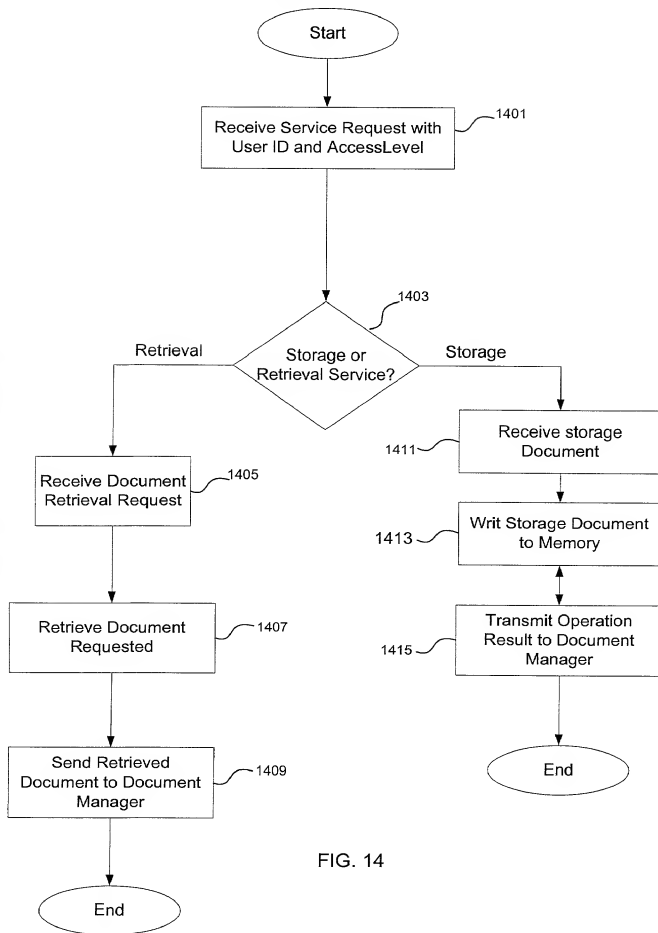 Start
Receive Service Request with
User ID and AccessLevel
1401
1403
Storage or
Retrieval Service?
Retrieval
Storage
Receive Document
Retrieval Request
1405
Retrieve Document
Requested
1407
Send Retrieved
Document to Document
Manager
1409
End
Receive storage
Document
1411
Writ Storage Document
to Memory
1413
Transmit Operation
Result to Document
Manager
1415
End
FIG. 14